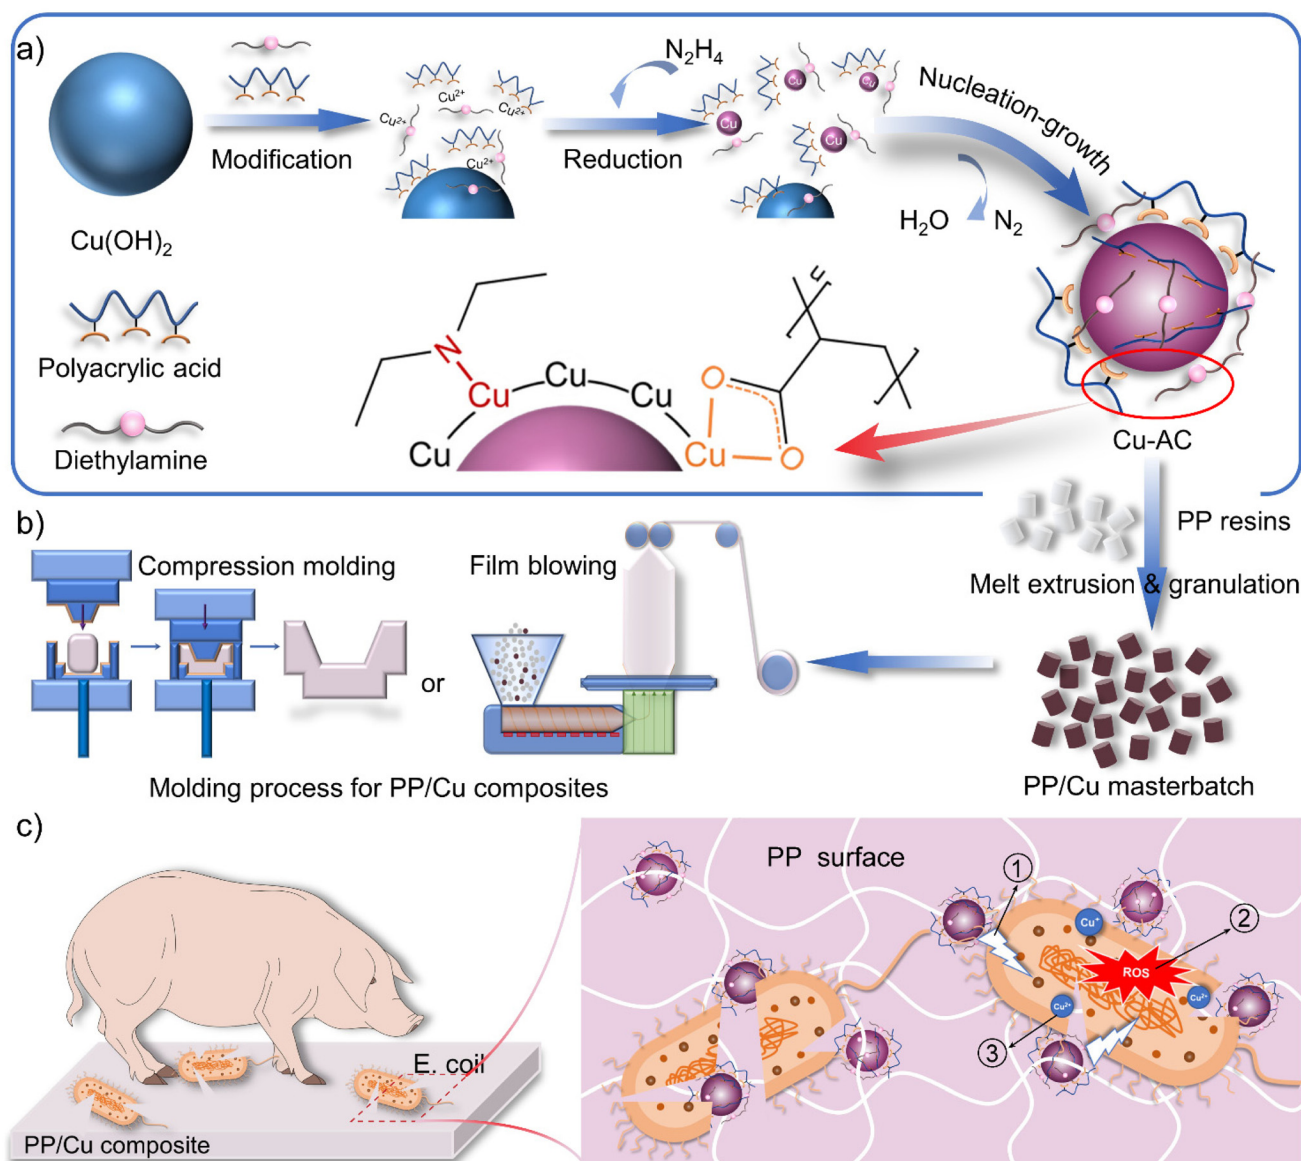 a)
N₂H₄
Nucleation-growth
Cu²⁺
Cu²⁺
Cu²⁺
Cu²⁺
Cu
Cu
Cu
Cu
Modification
Reduction
H₂O
N₂
Cu(OH)₂
n
Polyacrylic acid
N
O
Cu
Cu
Cu
Cu
Cu
O
Diethylamine
Cu-AC
b)
PP resins
Compression molding
Film blowing
Melt extrusion & granulation
or
Molding process for PP/Cu composites
PP/Cu masterbatch
c)
PP surface
①
②
③
Cu⁺
ROS
Cu²⁺
Cu²⁺
E. coil
PP/Cu composite